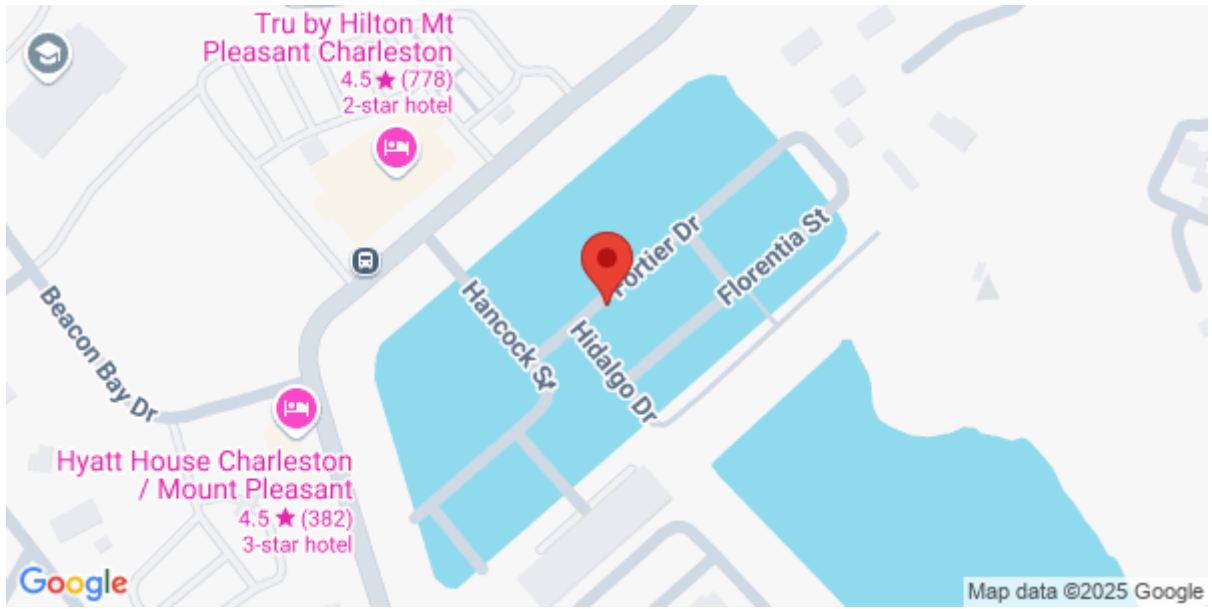 Tru by Hilton Mt
Pleasant Charleston
4.5 ★ (778)
2-star hotel
Fortier Dr
Florentia St
Hancock St
Hidalgo Dr
Beacon Bay Dr
Hyatt House Charleston
/ Mount Pleasant
4.5 ★ (382)
3-star hotel
Google
Map data ©2025 Google